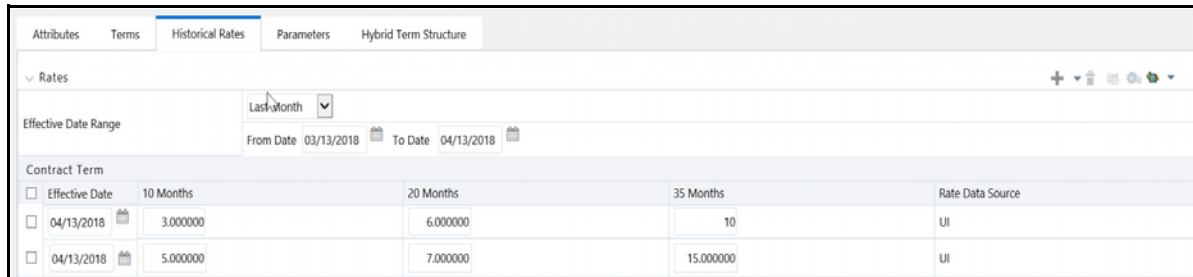 Attributes Terms Historical Rates Parameters Hybrid Term Structure
Rates
Effective Date Range
Last Month
From Date 03/13/2018 To Date 04/13/2018
Contract Term
Effective Date 10 Months 20 Months 35 Months Rate Data Source
04/13/2018 3.000000 6.000000 10 UI
04/13/2018 5.000000 7.000000 15.000000 UI